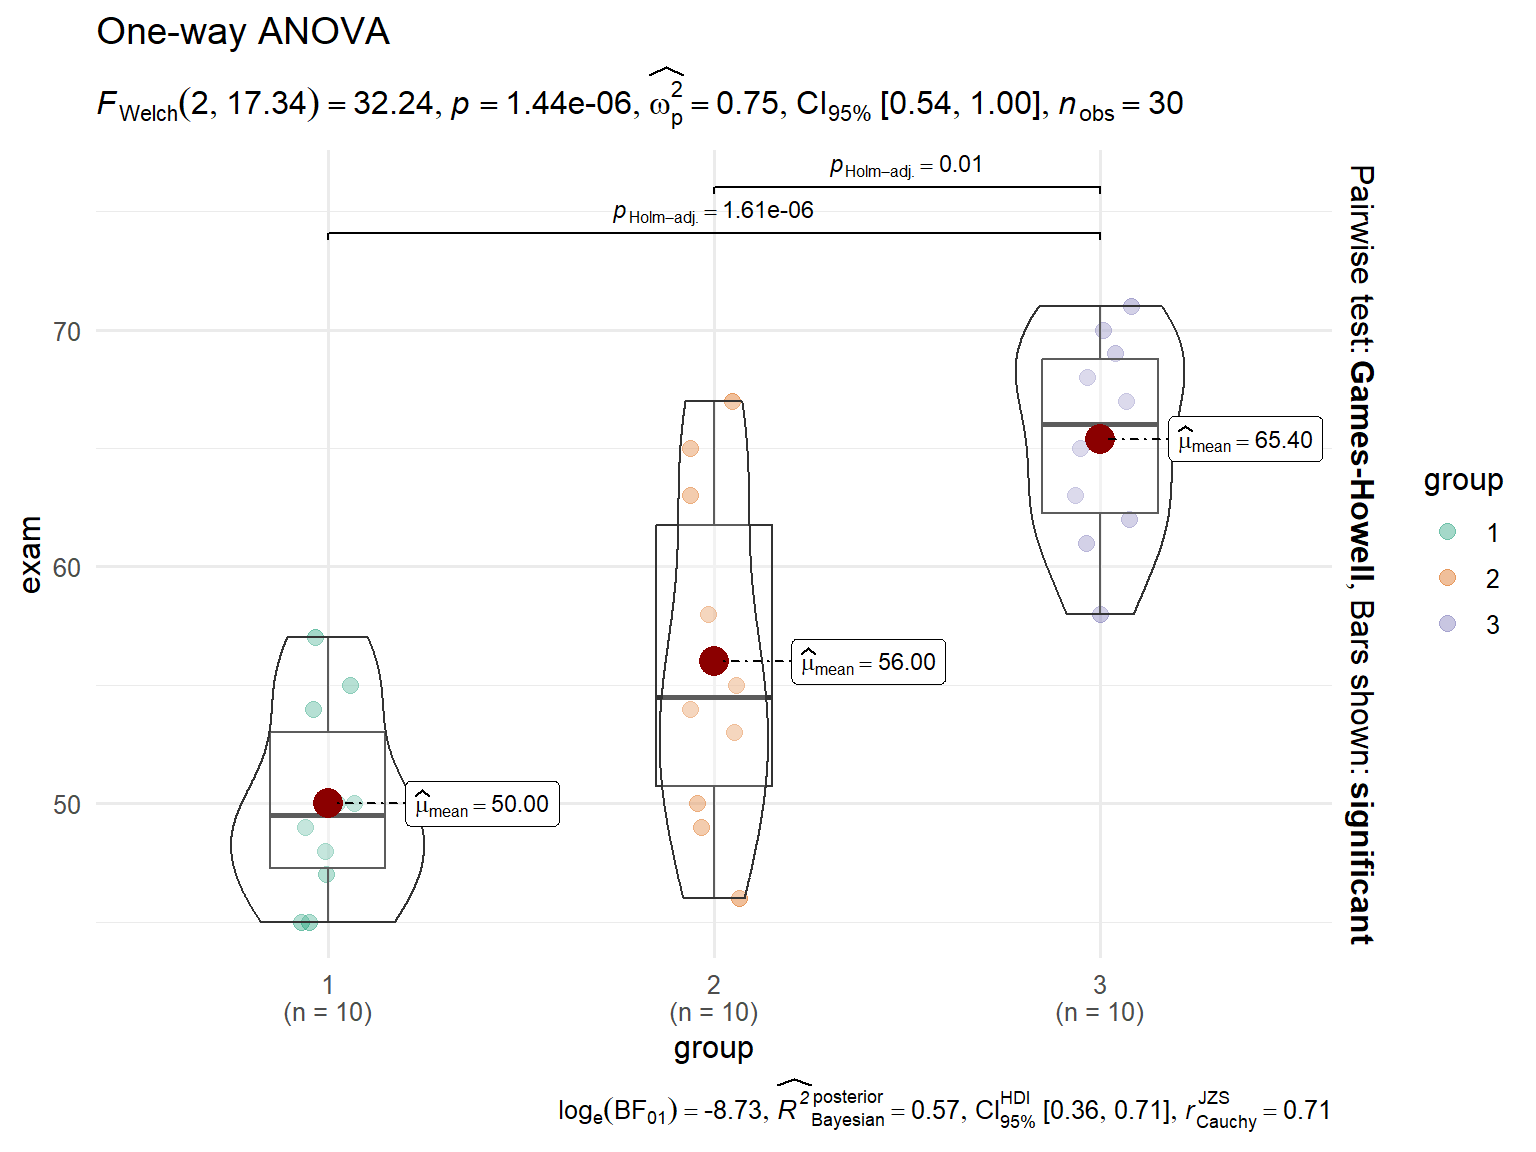 One-way ANOVA
F_Welch(2, 17.34) = 32.24, p = 1.44e-06, ω̂²_p = 0.75, CI_95% [0.54, 1.00], n_obs = 30
p_Holm−adj. = 0.01
p_Holm−adj. = 1.61e-06
70
60
50
exam
μ̂_mean = 50.00
μ̂_mean = 56.00
μ̂_mean = 65.40
Pairwise test: Games-Howell, Bars shown: significant
group
1
2
3
1
(n = 10)
2
(n = 10)
3
(n = 10)
group
log_e(BF_01) = -8.73, R̂²^posterior_Bayesian = 0.57, CI^HDI_95% [0.36, 0.71], r^JZS_Cauchy = 0.71